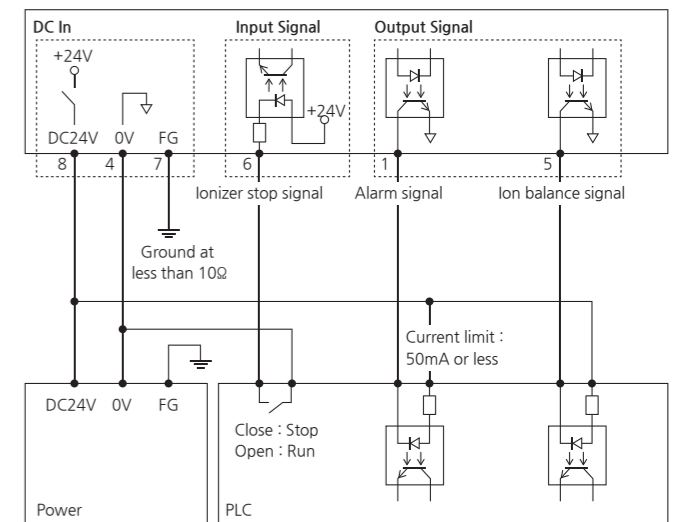 DC In
Input Signal
Output Signal
+24V
+24V
DC24V 0V FG
8 4 7 6 1 5
Ionizer stop signal
Alarm signal
Ion balance signal
Ground at
less than 10Ω
Current limit :
50mA or less
DC24V 0V FG
Close : Stop
Open : Run
Power
PLC